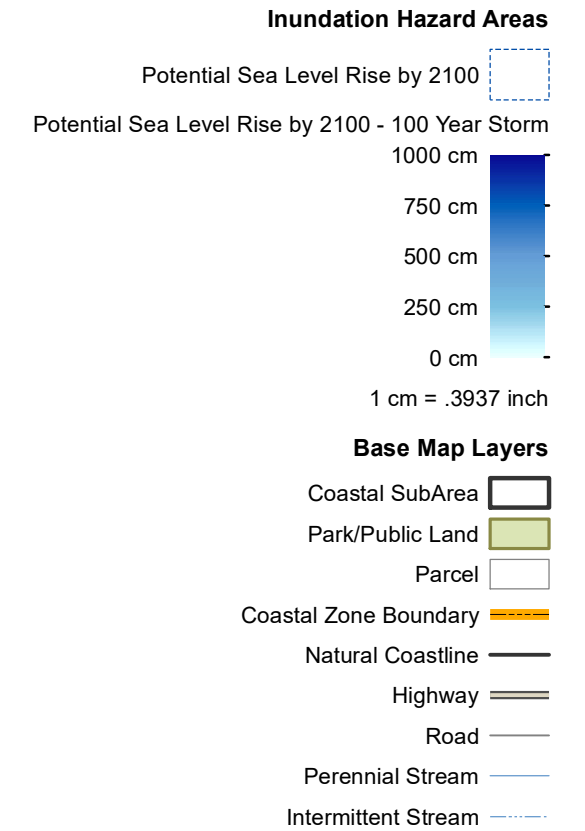 Inundation Hazard Areas
Potential Sea Level Rise by 2100
Potential Sea Level Rise by 2100 - 100 Year Storm
1000 cm
750 cm
500 cm
250 cm
0 cm
1 cm = .3937 inch
Base Map Layers
Coastal SubArea
Park/Public Land
Parcel
Coastal Zone Boundary
Natural Coastline
Highway
Road
Perennial Stream
Intermittent Stream